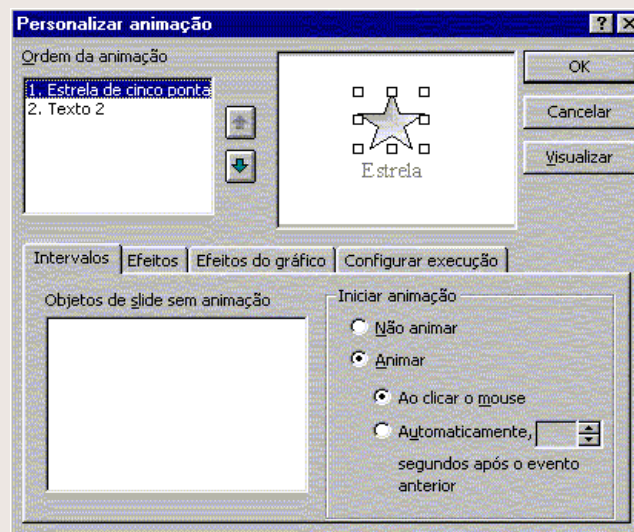 Personalizar animação
Ordem da animação
1. Estrela de cinco ponta
2. Texto 2
Estrela
OK
Cancelar
Visualizar
Intervalos
Efeitos
Efeitos do gráfico
Configurar execução
Objetos de slide sem animação
Iniciar animação
Não animar
Animar
Ao clicar o mouse
Automaticamente,
segundos após o evento
anterior